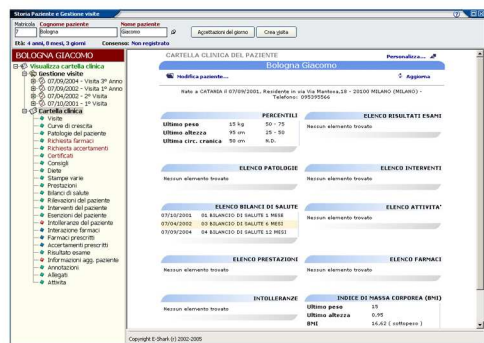 Storia Paziente e Gestione visite
Matricola Cognome paziente Nome paziente
7 Bologna Giacomo Accettazioni del giorno Crea visita
Età: 4 anni, 8 mesi, 3 giorni Consenso: Non registrato
BOLOGNA GIACOMO
Visualizza cartella clinica
Gestione visite
07/09/2004 - Visita 3° Anno
07/09/2002 - Visita 1° Anno
07/04/2002 - 2° Visita
07/10/2001 - 1° Visita
Cartella clinica
Visite
Curve di crescita
Patologie del paziente
Richiesta farmaci
Richiesta accertamenti
Certificati
Consigli
Diete
Stampe varie
Prestazioni
Bilanci di salute
Rilevazioni del paziente
Interventi del paziente
Esenzioni del paziente
Intolleranze del paziente
Interazione farmaci
Farmaci prescritti
Accertamenti prescritti
Risultato esame
Informazioni agg. paziente
Annotazioni
Allegati
Attivita
CARTELLA CLINICA DEL PAZIENTE Personalizza...
Bologna Giacomo
Modifica paziente... Aggiorna
Nato a CATANIA il 07/09/2001, Residente in via Via Mantova,18 - 20100 MILANO (MILANO) -
Telefono: 095395566
PERCENTILI
Ultimo peso 15 kg 50 - 75
Ultimo altezza 95 cm 25 - 50
Ultima circ. cranica 50 cm N.D.
ELENCO RISULTATI ESAMI
Nessun elemento trovato
ELENCO PATOLOGIE
Nessun elemento trovato
ELENCO INTERVENTI
Nessun elemento trovato
ELENCO BILANCI DI SALUTE
07/10/2001 01 BILANCIO DI SALUTE 1 MESE
07/04/2002 03 BILANCIO DI SALUTE 6 MESI
07/09/2004 04 BILANCIO DI SALUTE 12 MESI
ELENCO ATTIVITA'
Nessun elemento trovato
ELENCO PRESTAZIONI
Nessun elemento trovato
ELENCO FARMACI
Nessun elemento trovato
INTOLLERANZE
Nessun elemento trovato
INDICE DI MASSA CORPOREA (BMI)
Ultimo peso 15
Ultimo altezza 0.95
BMI 16,62 ( sottopeso )
Copyright E-Shark (r) 2002-2005